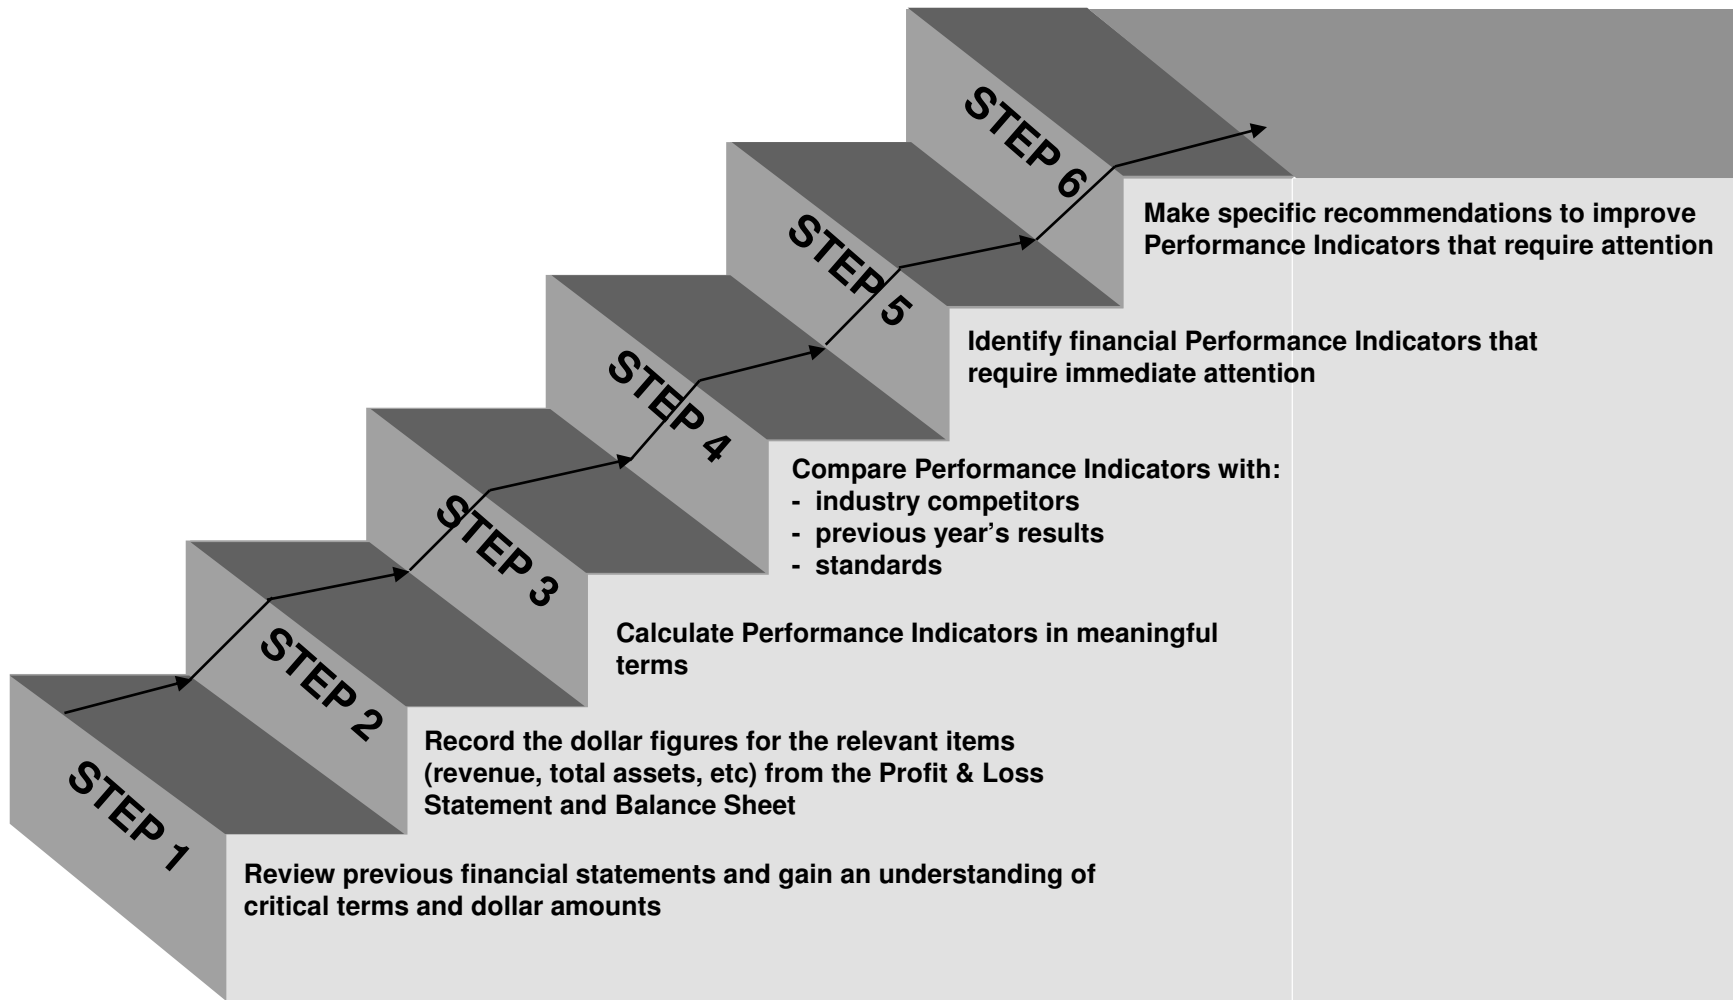 STEP 6
Make specific recommendations to improve
Performance Indicators that require attention
STEP 5
Identify financial Performance Indicators that
require immediate attention
STEP 4
Compare Performance Indicators with:
- industry competitors
- previous year’s results
- standards
STEP 3
Calculate Performance Indicators in meaningful
terms
STEP 2
Record the dollar figures for the relevant items
(revenue, total assets, etc) from the Profit & Loss
Statement and Balance Sheet
STEP 1
Review previous financial statements and gain an understanding of
critical terms and dollar amounts